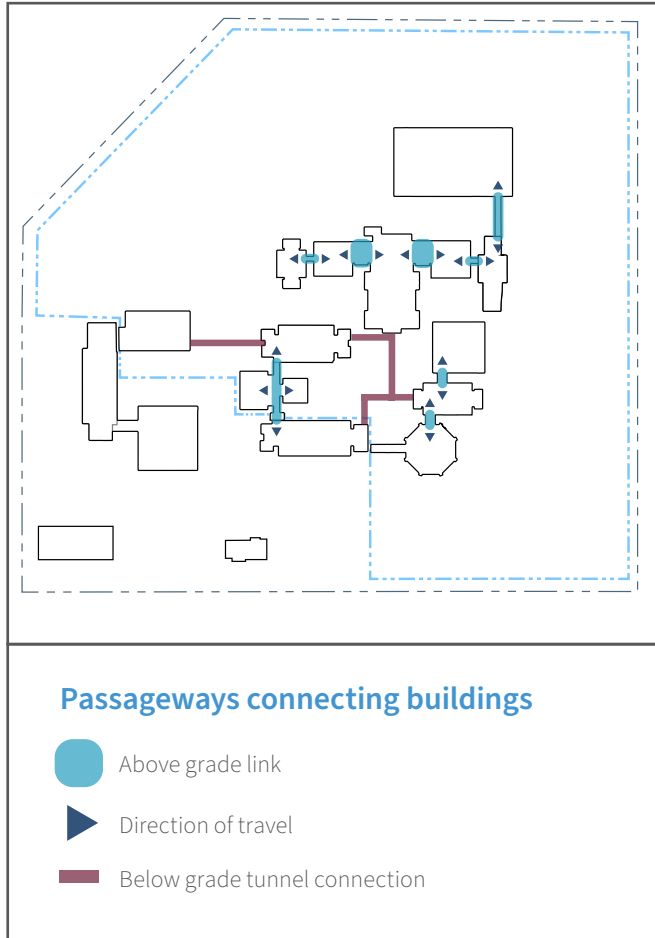 Passageways connecting buildings
Above grade link
Direction of travel
Below grade tunnel connection